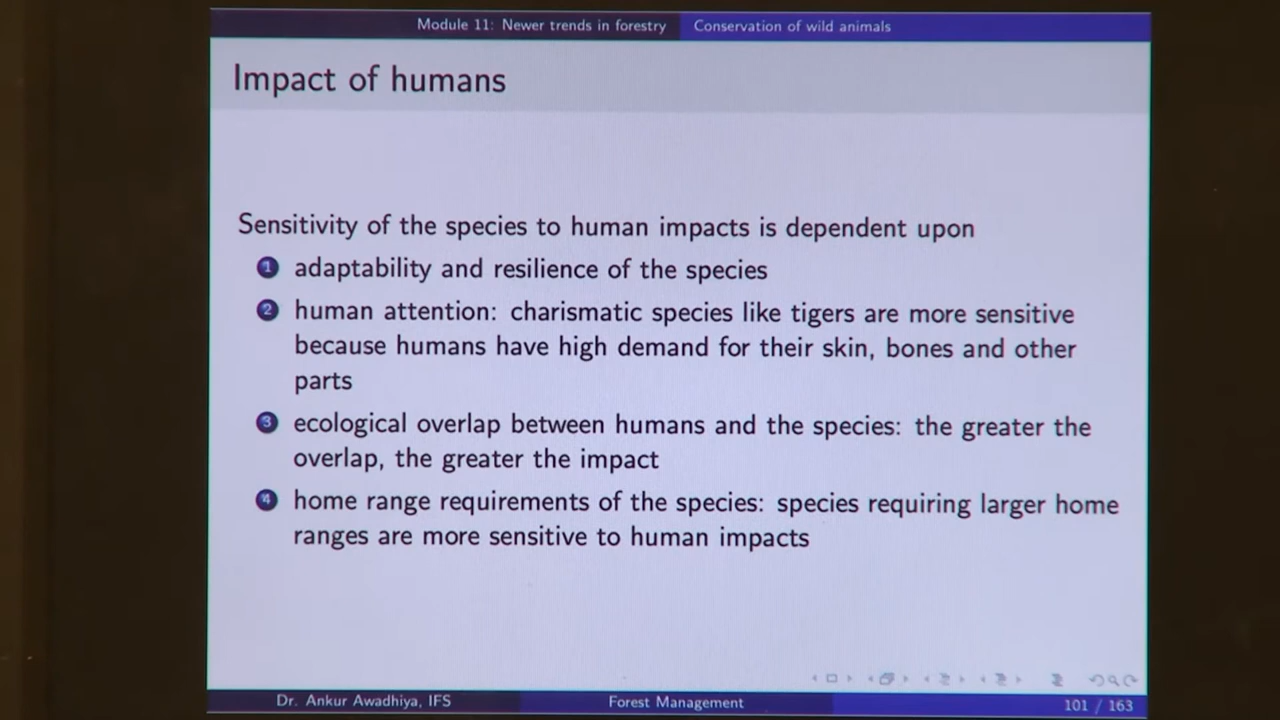 Module 11: Newer trends in forestry Conservation of wild animals
Impact of humans
Sensitivity of the species to human impacts is dependent upon
1 adaptability and resilience of the species
2 human attention: charismatic species like tigers are more sensitive
because humans have high demand for their skin, bones and other
parts
3 ecological overlap between humans and the species: the greater the
overlap, the greater the impact
4 home range requirements of the species: species requiring larger home
ranges are more sensitive to human impacts
Dr. Ankur Awadhiya, IFS Forest Management 101 / 163